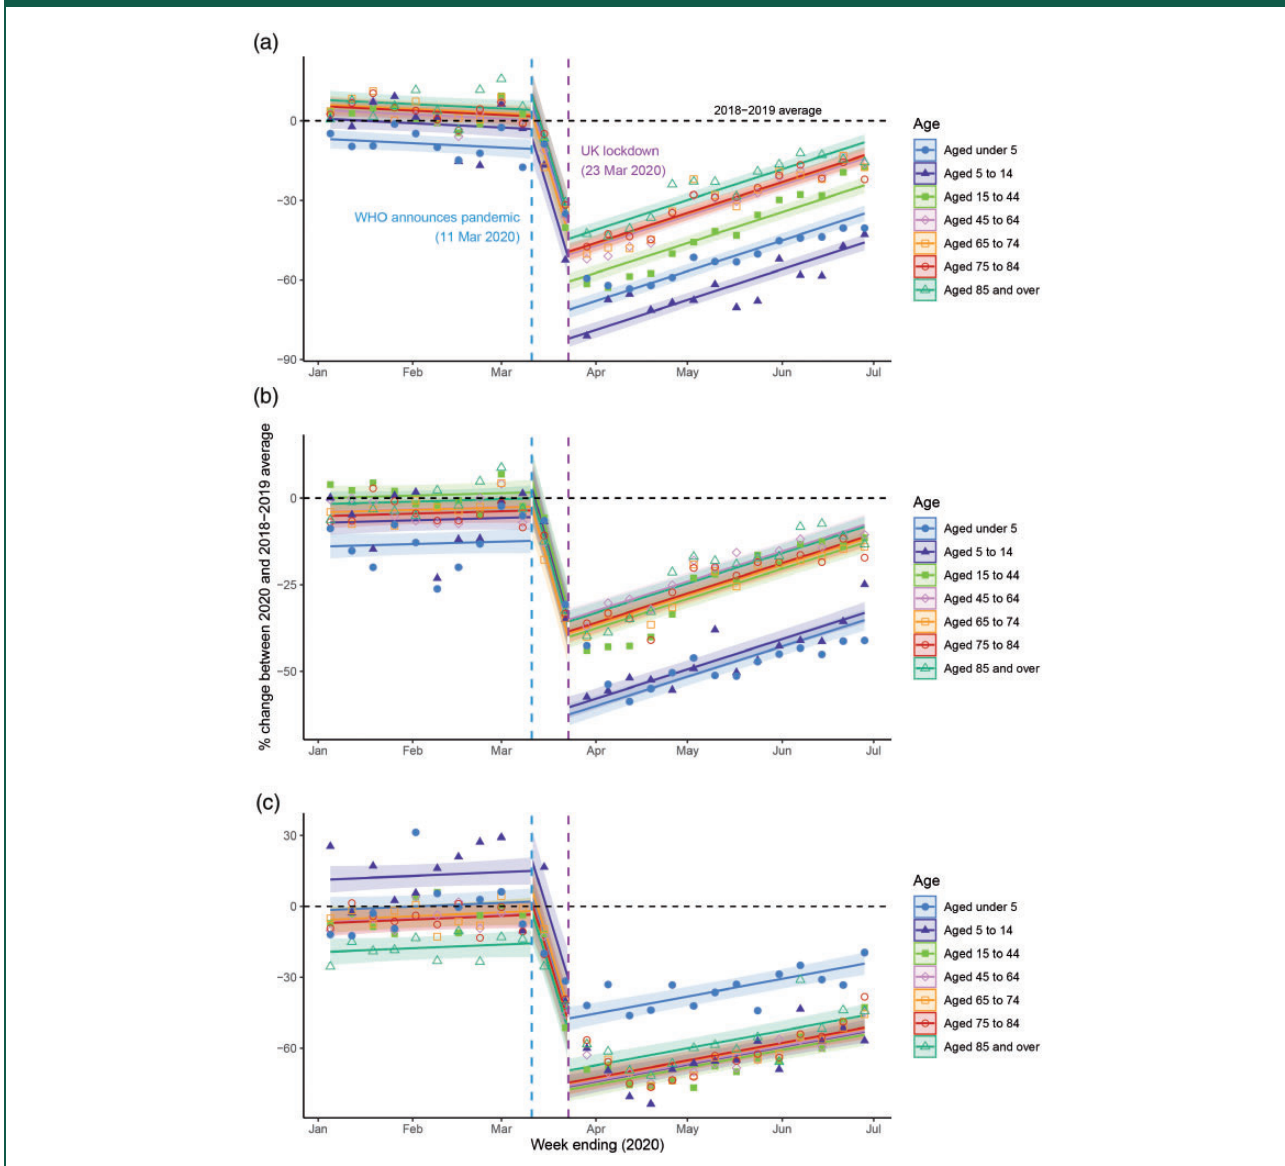 (a)
0
−30
−60
−90
2018−2019 average
WHO announces pandemic
(11 Mar 2020)
UK lockdown
(23 Mar 2020)
Jan Feb Mar Apr May Jun Jul
Age
Aged under 5
Aged 5 to 14
Aged 15 to 44
Aged 45 to 64
Aged 65 to 74
Aged 75 to 84
Aged 85 and over
(b)
% change between 2020 and 2018−2019 average
0
−25
−50
Jan Feb Mar Apr May Jun Jul
Age
Aged under 5
Aged 5 to 14
Aged 15 to 44
Aged 45 to 64
Aged 65 to 74
Aged 75 to 84
Aged 85 and over
(c)
30
0
−30
−60
Jan Feb Mar Apr May Jun Jul
Week ending (2020)
Age
Aged under 5
Aged 5 to 14
Aged 15 to 44
Aged 45 to 64
Aged 65 to 74
Aged 75 to 84
Aged 85 and over